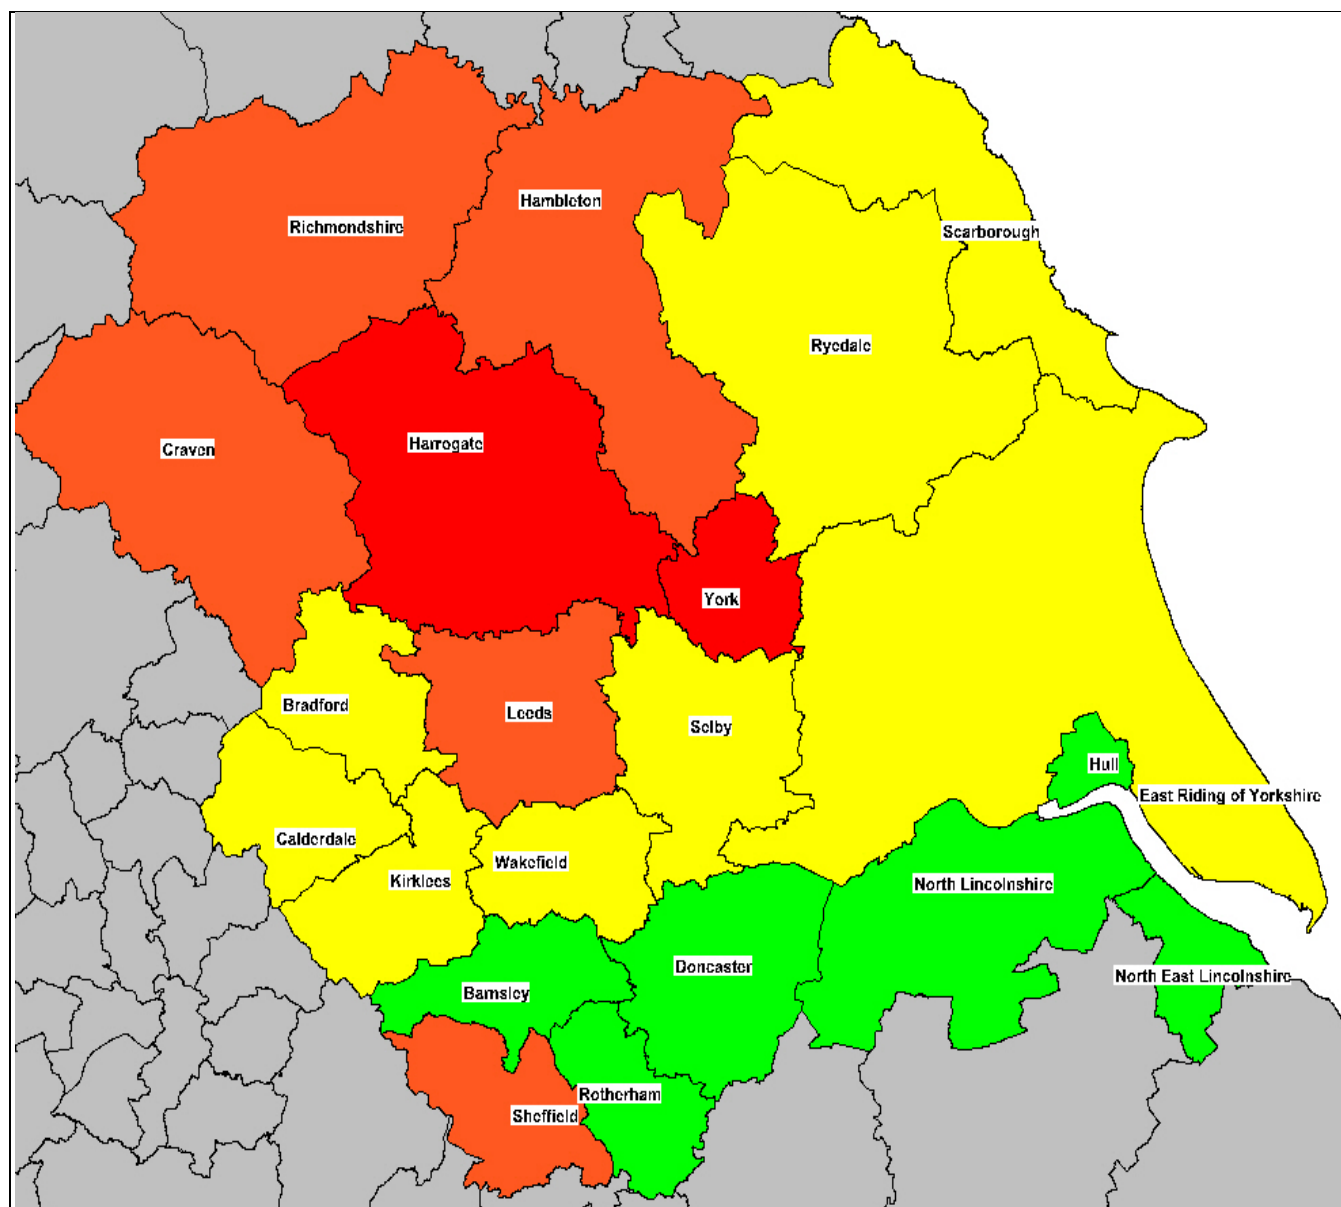 Hambleton
Richmondshire
Scarborough
Ryedale
Harrogate
Craven
York
Bradford
Leeds
Selby
Hull
East Riding of Yorkshire
Calderdale
Wakefield
Kirklees
North Lincolnshire
Doncaster
North East Lincolnshire
Barnsley
Rotherham
Sheffield